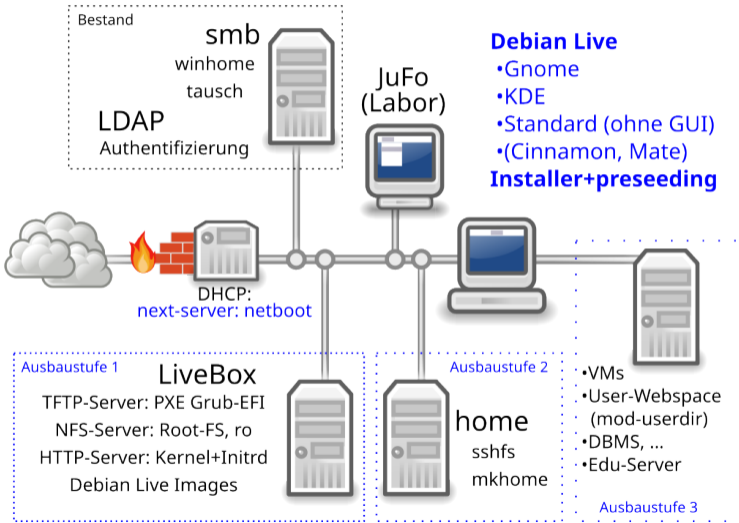 Bestand
smb
winhome
tausch
LDAP
Authentifizierung
JuFo
(Labor)
Debian Live
•Gnome
•KDE
•Standard (ohne GUI)
•(Cinnamon, Mate)
Installer+preseeding
DHCP:
next-server: netboot
Ausbaustufe 1
LiveBox
TFTP-Server: PXE Grub-EFI
NFS-Server: Root-FS, ro
HTTP-Server: Kernel+Initrd
Debian Live Images
Ausbaustufe 2
home
sshfs
mkhome
•VMs
•User-Webspace
(mod-userdir)
•DBMS, ...
•Edu-Server
Ausbaustufe 3